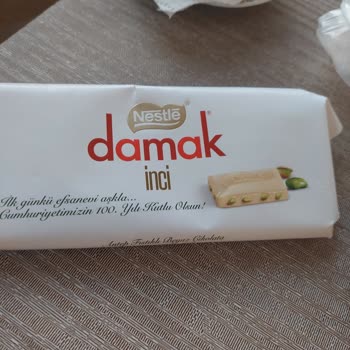 Nestlé
damak
inci
İlk günkü efsanevi aşkla...
Cumhuriyetimizin 100. Yılı Kutlu Olsun!
Antep Fıstıklı Beyaz Çikolata